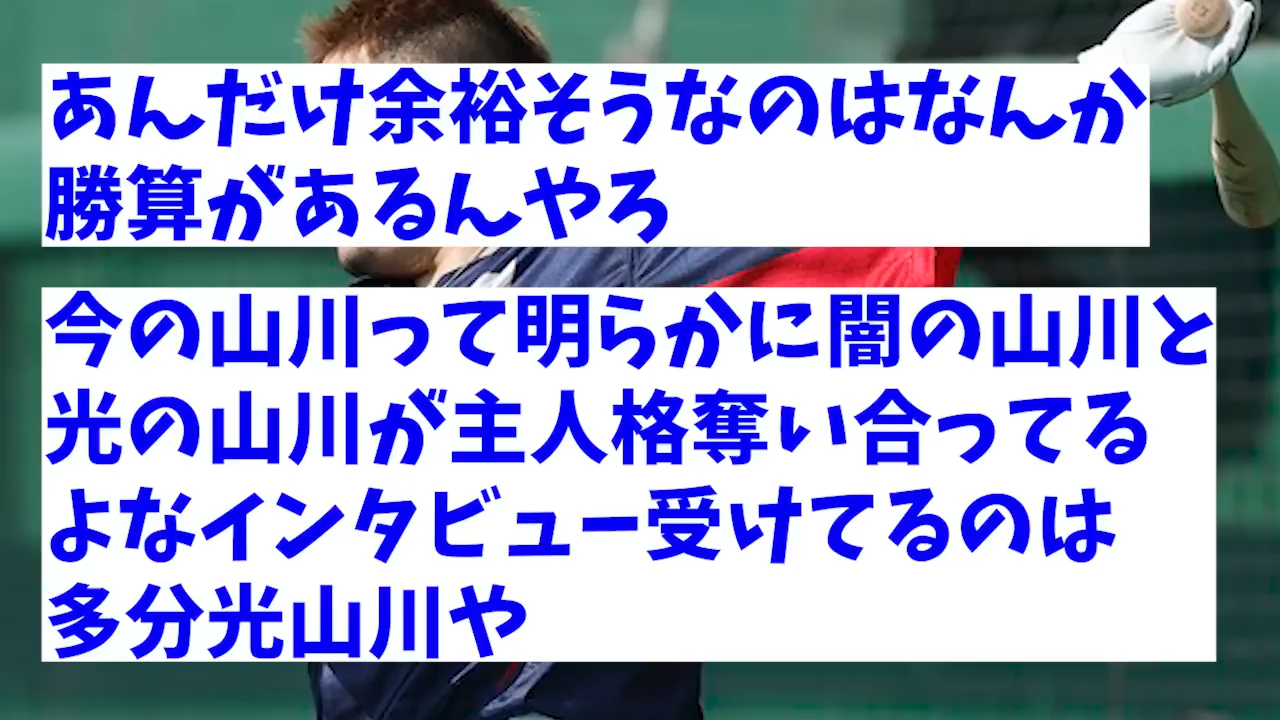 あんだけ余裕そうなのはなんか
勝算があるんやろ
今の山川って明らかに闇の山川と
光の山川が主人格奪い合ってる
よなインタビュー受けてるのは
多分光山川や